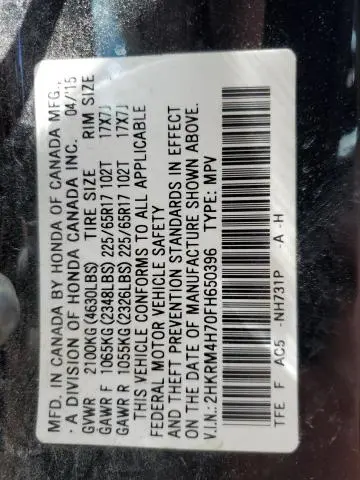 MFD. IN CANADA BY HONDA OF CANADA MFG.,
· A DIVISION OF HONDA CANADA INC. 04/15
GVWR 2100KG (4630LBS) TIRE SIZE RIM SIZE
GAWR F 1065KG (2348LBS) 225/65R17 102T 17X7J
GAWR R 1055KG (2326LBS) 225/65R17 102T 17X7J
THIS VEHICLE CONFORMS TO ALL APPLICABLE
FEDERAL MOTOR VEHICLE SAFETY
AND THEFT PREVENTION STANDARDS IN EFFECT
ON THE DATE OF MANUFACTURE SHOWN ABOVE.
V.I.N.: 2HKRM4H70FH650396 TYPE: MPV
TFE F AC5 -NH731P -A-H